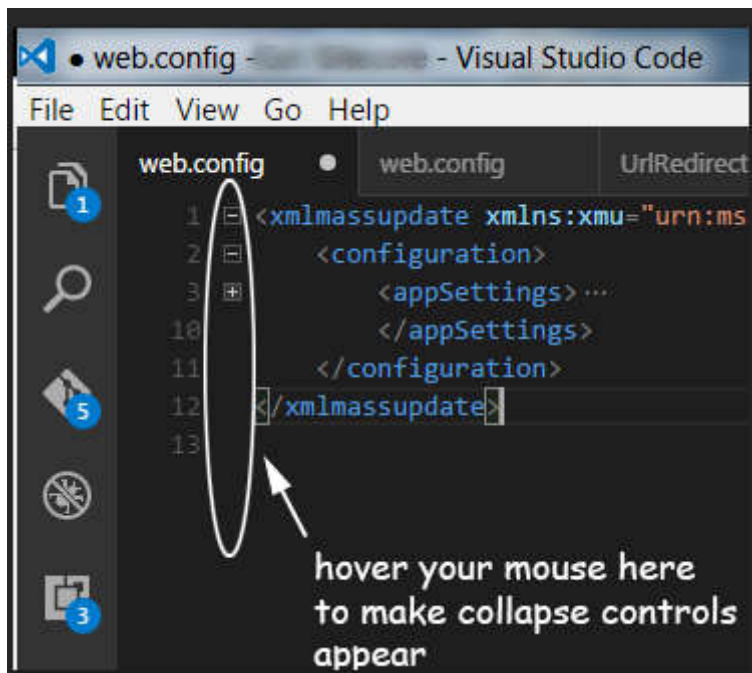 ● web.config - - Visual Studio Code
File Edit View Go Help
web.config ● web.config UrlRedirect
1 <xmlmassupdate xmlns:xmu="urn:ms
2 <configuration>
3 <appSettings>…
10 </appSettings>
11 </configuration>
12 </xmlmassupdate>
13
1
5
3
hover your mouse here
to make collapse controls
appear